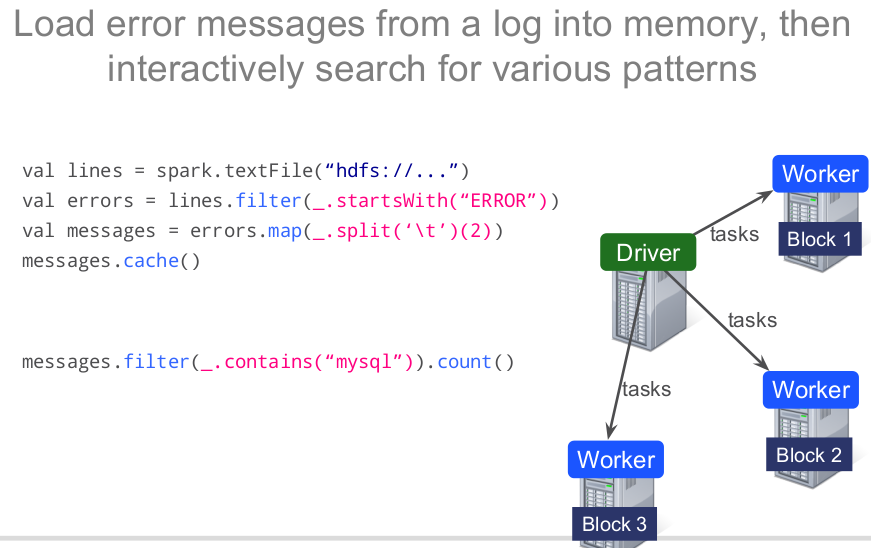 Load error messages from a log into memory, then
interactively search for various patterns
val lines = spark.textFile(“hdfs://...”)
val errors = lines.filter(_.startsWith(“ERROR”))
val messages = errors.map(_.split(‘\t’)(2))
messages.cache()
messages.filter(_.contains(“mysql”)).count()
Worker
tasks
Block 1
Driver
tasks
Worker
tasks
Block 2
Worker
Block 3